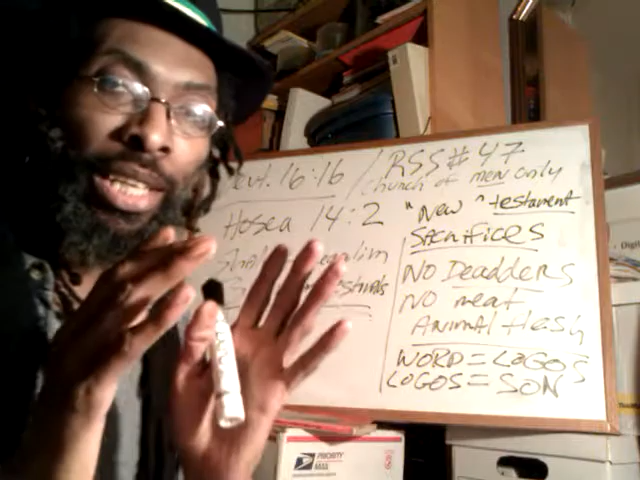 16:16 / RSS #47
church of men only
Hosea 14:2
"New" testament
SACRIFICES
NO Deadders
NO meat
ANIMAL flesh
WORD = LOGOS
LOGOS = SON
PRIORITY
MAIL